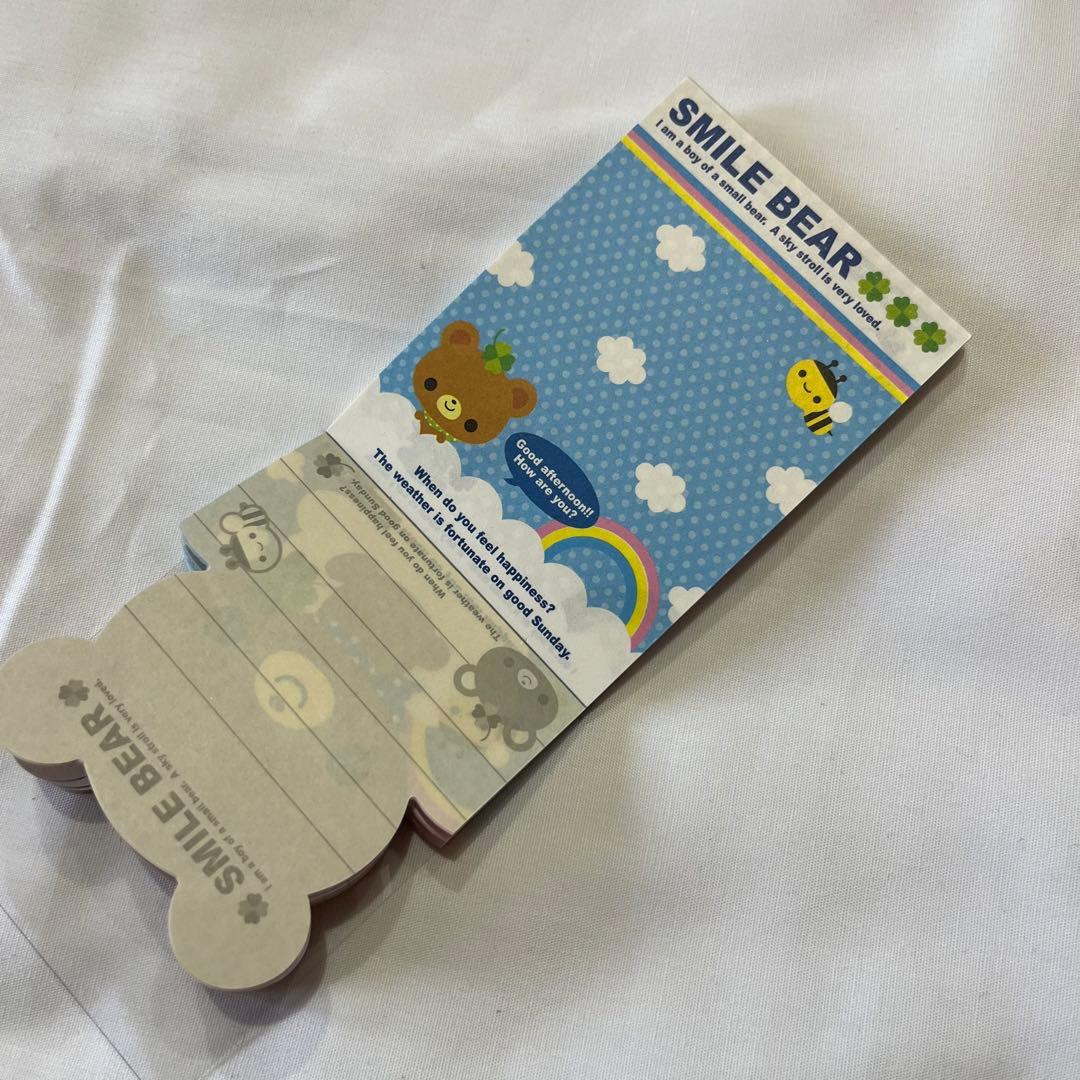 SMILE BEAR
I am a boy of a small bear. A sky stroll is very loved.
Good afternoon!!
How are you?
When do you feel happiness?
The weather is fortunate on good Sunday.
When do you feel happiness?
The weather is fortunate on good Sunday.
SMILE BEAR
I am a boy of a small bear. A sky stroll is very loved.